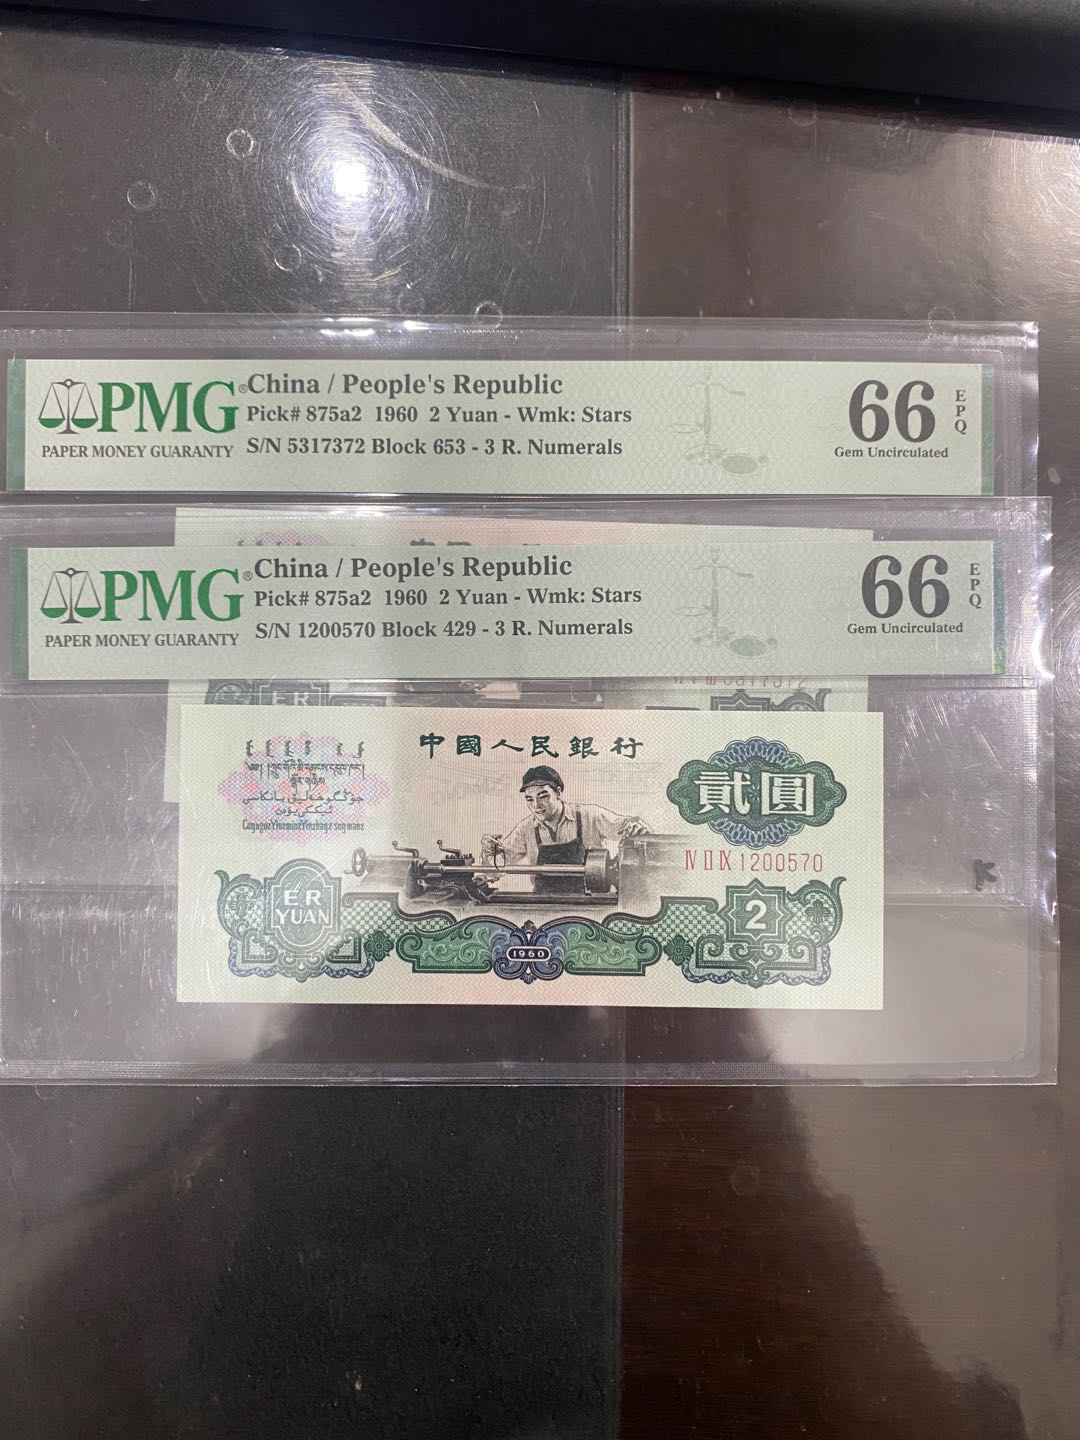 PMG®
PAPER MONEY GUARANTY
China / People's Republic
Pick# 875a2 1960 2 Yuan - Wmk: Stars
S/N 5317372 Block 653 - 3 R. Numerals
66
EPQ
Gem Uncirculated
PMG®
PAPER MONEY GUARANTY
China / People's Republic
Pick# 875a2 1960 2 Yuan - Wmk: Stars
S/N 1200570 Block 429 - 3 R. Numerals
66
EPQ
Gem Uncirculated
ER
5317372
中國人民銀行
貳圓
Ⅳ Ⅱ Ⅸ 1200570
ER
YUAN
1960
2
K